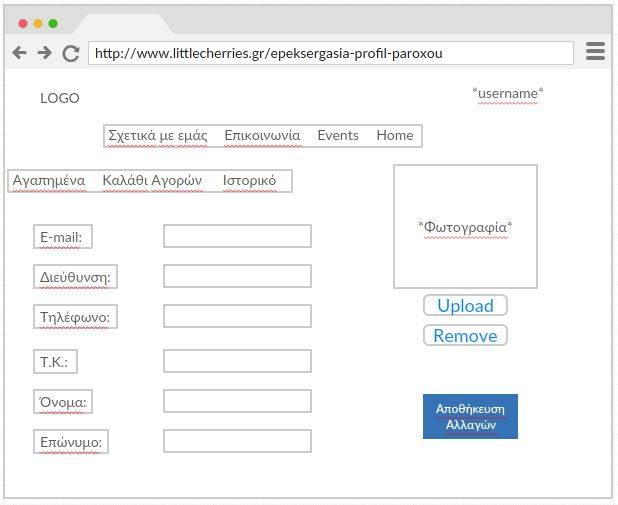 http://www.littlecherries.gr/epeksergasia-profil-paroxou
LOGO
*username*
Σχετικά με εμάς Επικοινωνία Events Home
Αγαπημένα Καλάθι Αγορών Ιστορικό
*Φωτογραφία*
E-mail:
Διεύθυνση:
Upload
Τηλέφωνο:
Remove
Τ.Κ.:
Όνομα:
Αποθήκευση
Αλλαγών
Επώνυμο: